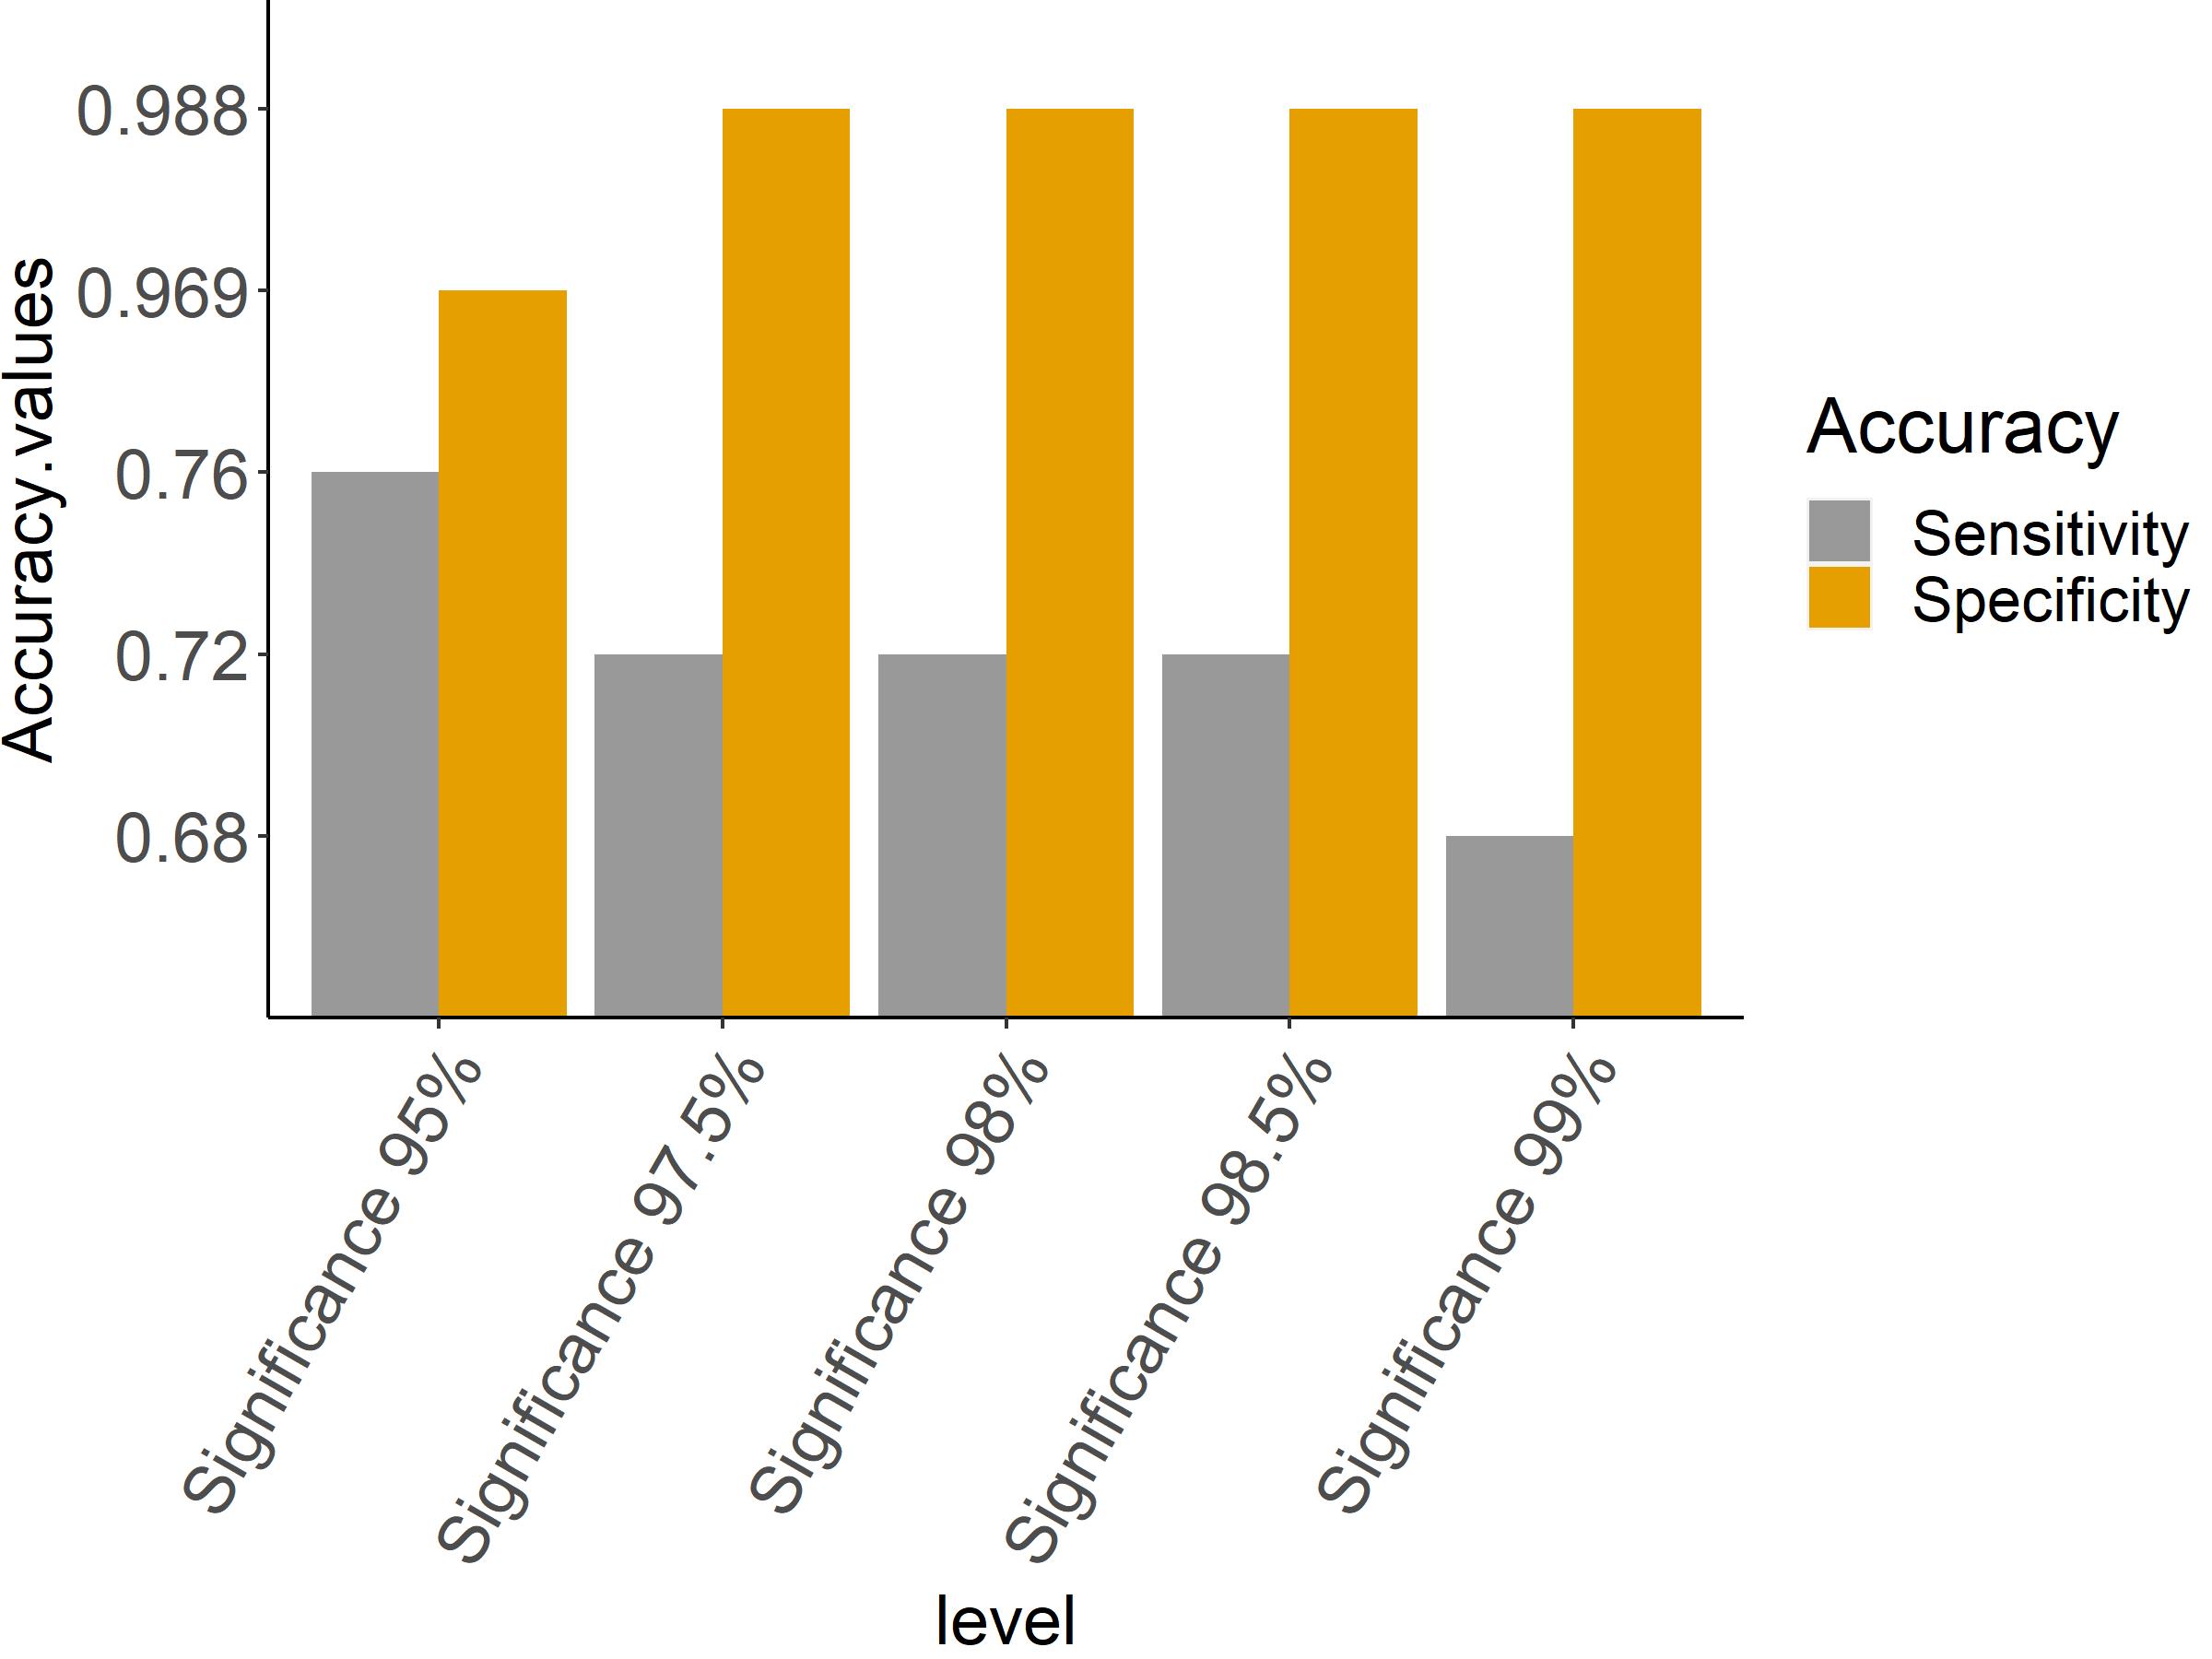 0.988
0.969
0.76
0.72
0.68
Accuracy.values
Significance 95%
Significance 97.5%
Significance 98%
Significance 98.5%
Significance 99%
level
Accuracy
Sensitivity
Specificity